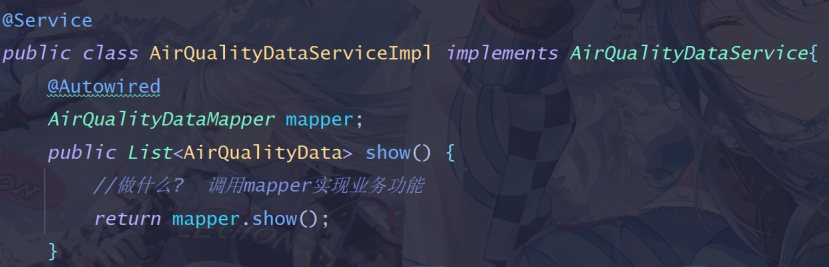 @Service
public class AirQualityDataServiceImpl implements AirQualityDataService{
@Autowired
AirQualityDataMapper mapper;
public List<AirQualityData> show() {
//做什么? 调用mapper实现业务功能
return mapper.show();
}